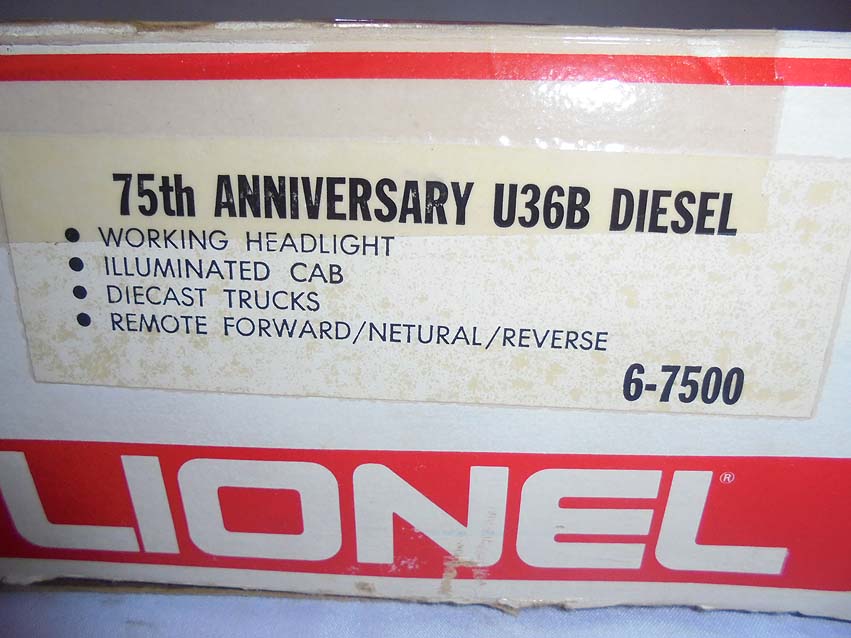 75th ANNIVERSARY U36B DIESEL
• WORKING HEADLIGHT
• ILLUMINATED CAB
• DIECAST TRUCKS
• REMOTE FORWARD/NETURAL/REVERSE
6-7500
LIONEL®